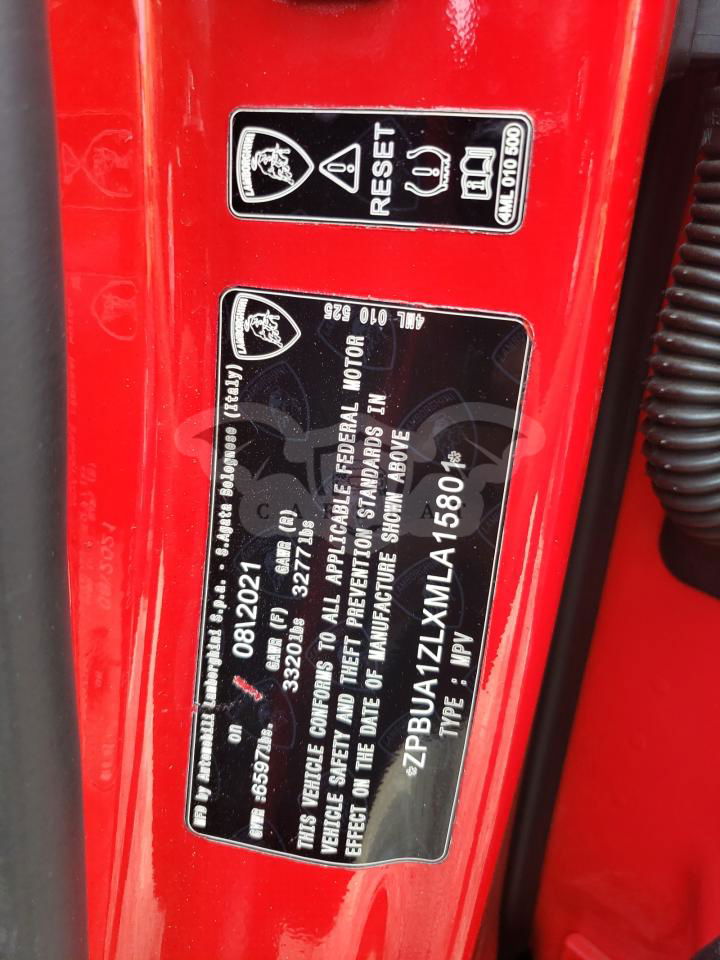 LAMBORGHINI
RESET
4ML 010 500
LAMBORGHINI
4ML 010 525
MFD by Automobili Lamborghini S.p.A. - S.Agata Bolognese (Italy)
on 08\2021
GVWR :6597lbs. GAWR (F) GAWR (R)
3320lbs 3277lbs
THIS VEHICLE CONFORMS TO ALL APPLICABLE FEDERAL MOTOR
VEHICLE SAFETY AND THEFT PREVENTION STANDARDS IN
EFFECT ON THE DATE OF MANUFACTURE SHOWN ABOVE
*ZPBUA1ZLXMLA15801*
TYPE : MPV